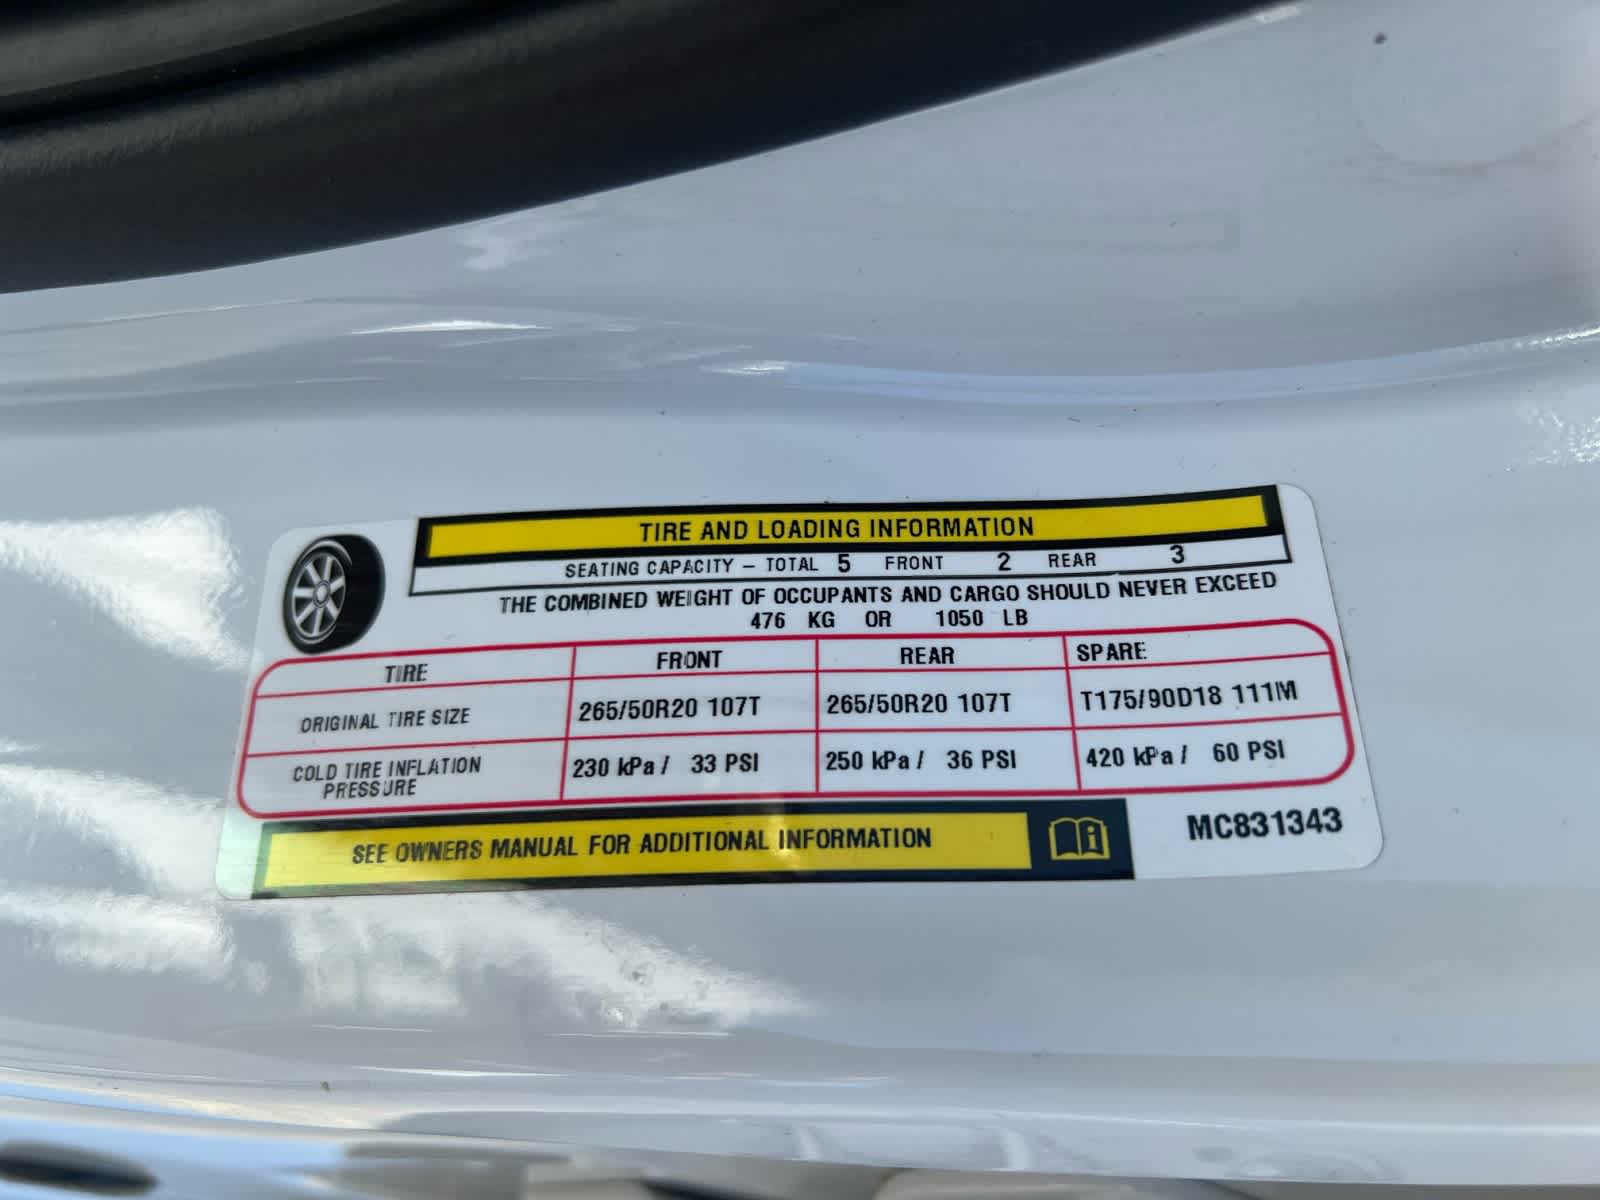 TIRE AND LOADING INFORMATION
SEATING CAPACITY – TOTAL 5 FRONT 2 REAR 3
THE COMBINED WEIGHT OF OCCUPANTS AND CARGO SHOULD NEVER EXCEED
476 KG OR 1050 LB
TIRE FRONT REAR SPARE
ORIGINAL TIRE SIZE 265/50R20 107T 265/50R20 107T T175/90D18 111M
COLD TIRE INFLATION PRESSURE 230 kPa / 33 PSI 250 kPa / 36 PSI 420 kPa / 60 PSI
SEE OWNERS MANUAL FOR ADDITIONAL INFORMATION
MC831343